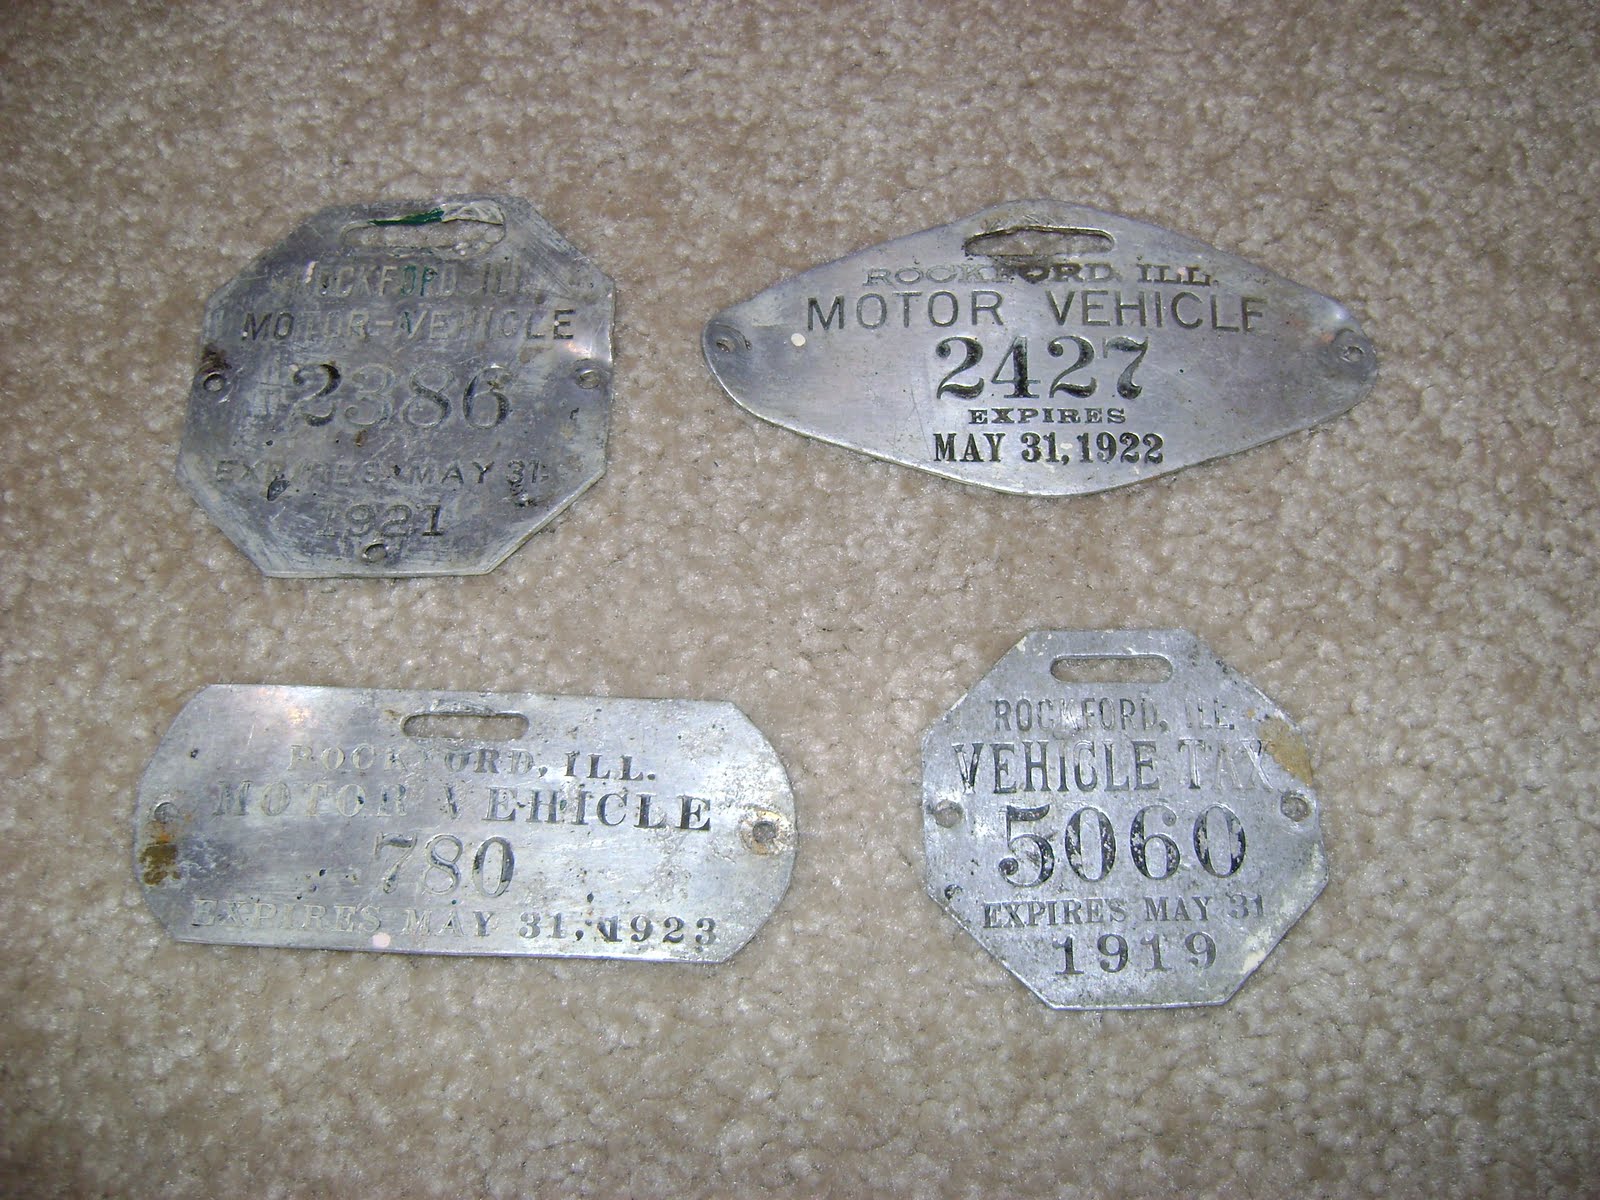 ROCKFORD ILL.
MOTOR-VEHICLE
2386
EXPIRES MAY 31.
1921
ROCKFORD, ILL.
MOTOR VEHICLE
2427
EXPIRES
MAY 31, 1922
ROCKFORD, ILL.
MOTOR VEHICLE
780
EXPIRES MAY 31, 1923
ROCKFORD, ILL.
VEHICLE TAX
5060
EXPIRES MAY 31
1919